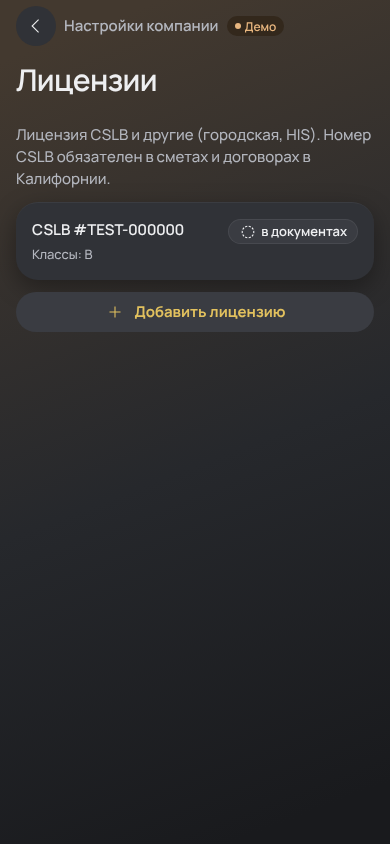 Настройки компании
Демо
Лицензии
Лицензия CSLB и другие (городская, HIS). Номер
CSLB обязателен в сметах и договорах в
Калифорнии.
CSLB #TEST-000000
в документах
Классы: B
Добавить лицензию